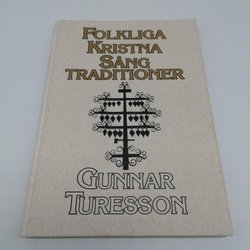 FOLKLIGA
KRISTNA
SÅNG
TRADITIONER
GUNNAR
TURESSON